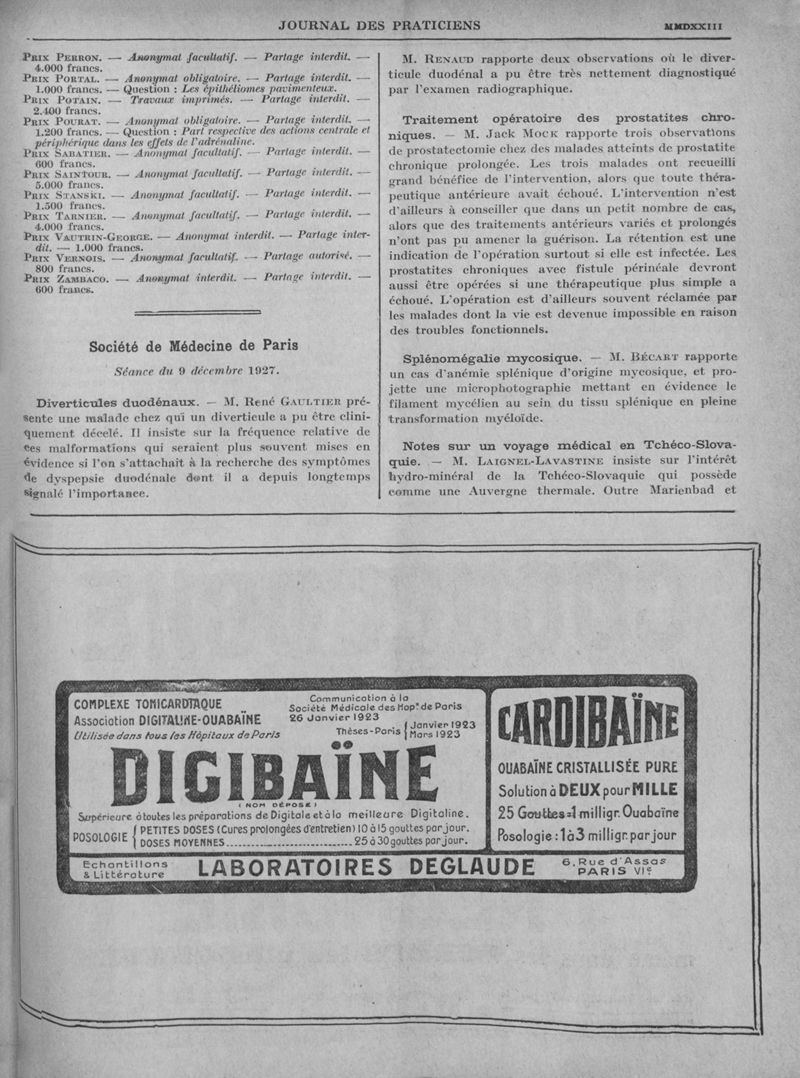 JOURNAL DES PRATICIENS
MMDXXIII
PRIX PERRON. — Anonymat facultatif. — Partage interdit. —
4.000 francs.
PRIX PORTAL. — Anonymat obligatoire. — Partage interdit. —
1.000 francs. — Question : Les épithéliomes pavimenteux.
PRIX POTAIN. — Travaux imprimés. — Partage interdit. —
2.400 francs.
PRIX POURAT. — Anonymat obligatoire. — Partage interdit. —
1.200 francs. — Question : Part respective des actions centrale et
périphérique dans les effets de l'adrénaline.
PRIX SABATIER. — Anonymat facultatif. — Partage interdit. —
600 francs.
PRIX SAINTOUR. — Anonymat facultatif. — Partage interdit. —
5.000 francs.
PRIX STANSKI. — Anonymat facultatif. — Partage interdit. —
1.500 francs.
PRIX TARNIER. — Anonymat facultatif. — Partage interdit. —
4.000 francs.
PRIX VAUTRIN-GEORGE. — Anonymat interdit. — Partage inter-
dit. — 1.000 francs.
PRIX VERNOIS. — Anonymat facultatif. — Partage autorisé. —
800 francs.
PRIX ZAMBACO. — Anonymat interdit. — Partage interdit. —
600 francs.
Société de Médecine de Paris
Séance du 9 décembre 1927.
Diverticules duodénaux. — M. René GAULTIER pré-
sente une malade chez qui un diverticule a pu être clini-
quement décelé. Il insiste sur la fréquence relative de
ces malformations qui seraient plus souvent mises en
évidence si l'on s'attachait à la recherche des symptômes
de dyspepsie duodénale dont il a depuis longtemps
signalé l'importance.
M. RENAUD rapporte deux observations où le diver-
ticule duodénal a pu être très nettement diagnostiqué
par l'examen radiographique.
Traitement opératoire des prostatites chro-
niques. — M. Jack MOCK rapporte trois observations
de prostatectomie chez des malades atteints de prostatite
chronique prolongée. Les trois malades ont recueilli
grand bénéfice de l'intervention, alors que toute théra-
peutique antérieure avait échoué. L'intervention n'est
d'ailleurs à conseiller que dans un petit nombre de cas,
alors que des traitements antérieurs variés et prolongés
n'ont pas pu amener la guérison. La rétention est une
indication de l'opération surtout si elle est infectée. Les
prostatites chroniques avec fistule périnéale devront
aussi être opérées si une thérapeutique plus simple a
échoué. L'opération est d'ailleurs souvent réclamée par
les malades dont la vie est devenue impossible en raison
des troubles fonctionnels.
Splénomégalie mycosique. — M. BÉCART rapporte
un cas d'anémie splénique d'origine mycosique, et pro-
jette une microphotographie mettant en évidence le
filament mycélien au sein du tissu splénique en pleine
transformation myéloïde.
Notes sur un voyage médical en Tchéco-Slova-
quie. — M. LAIGNEL-LAVASTINE insiste sur l'intérêt
hydro-minéral de la Tchéco-Slovaquie qui possède
comme une Auvergne thermale. Outre Marienbad et
COMPLEXE TONICARDIAQUE
Association DIGITALINE-OUABAÏNE
Utilisée dans tous les Hôpitaux de Paris
Communication à la
Société Médicale des Hop.x de Paris
26 Janvier 1923
Thèses-Paris { Janvier 1923
Mars 1923
DIGIBAÏNE
( NOM DÉPOSÉ )
Supérieure à toutes les préparations de Digitale et à la meilleure Digitaline.
POSOLOGIE { PETITES DOSES (Cures prolongées d'entretien) 10 à 15 gouttes par jour.
DOSES MOYENNES............................25 à 30 gouttes par jour.
CARDIBAÏNE
OUABAÏNE CRISTALLISÉE PURE
Solution à DEUX pour MILLE
25 Gouttes=1 milligr. Ouabaïne
Posologie : 1 à 3 milligr. par jour
Echantillons
& Littérature
LABORATOIRES DEGLAUDE
6, Rue d'Assas
PARIS VIe